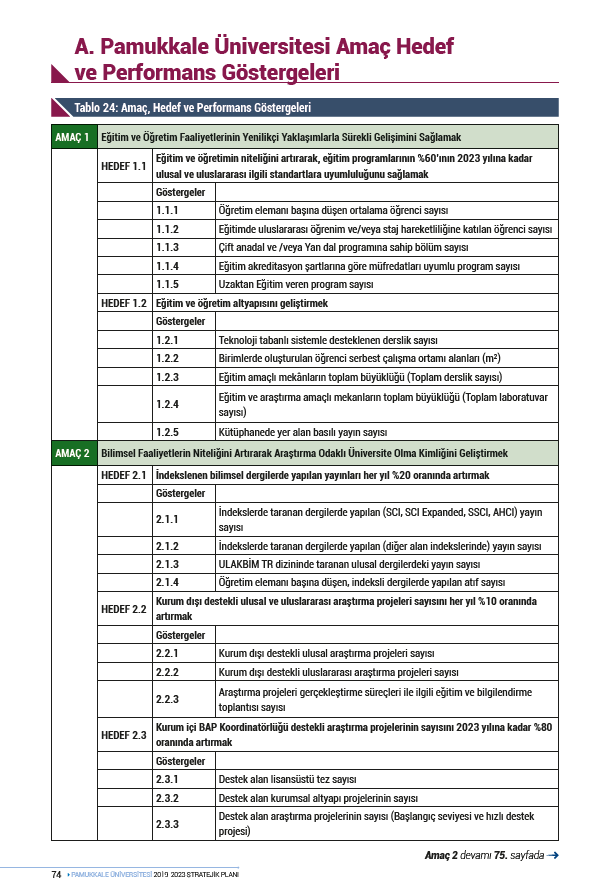 A. Pamukkale Üniversitesi Amaç Hedef
ve Performans Göstergeleri
Tablo 24: Amaç, Hedef ve Performans Göstergeleri
AMAÇ 1 Eğitim ve Öğretim Faaliyetlerinin Yenilikçi Yaklaşımlarla Sürekli Gelişimini Sağlamak
HEDEF 1.1 Eğitim ve öğretimin niteliğini artırarak, eğitim programlarının %60'ının 2023 yılına kadar
ulusal ve uluslararası ilgili standartlara uyumluluğunu sağlamak
Göstergeler
1.1.1 Öğretim elemanı başına düşen ortalama öğrenci sayısı
1.1.2 Eğitimde uluslararası öğrenim ve/veya staj hareketliliğine katılan öğrenci sayısı
1.1.3 Çift anadal ve /veya Yan dal programına sahip bölüm sayısı
1.1.4 Eğitim akreditasyon şartlarına göre müfredatları uyumlu program sayısı
1.1.5 Uzaktan Eğitim veren program sayısı
HEDEF 1.2 Eğitim ve öğretim altyapısını geliştirmek
Göstergeler
1.2.1 Teknoloji tabanlı sistemle desteklenen derslik sayısı
1.2.2 Birimlerde oluşturulan öğrenci serbest çalışma ortamı alanları (m²)
1.2.3 Eğitim amaçlı mekânların toplam büyüklüğü (Toplam derslik sayısı)
1.2.4 Eğitim ve araştırma amaçlı mekanların toplam büyüklüğü (Toplam laboratuvar
sayısı)
1.2.5 Kütüphanede yer alan basılı yayın sayısı
AMAÇ 2 Bilimsel Faaliyetlerin Niteliğini Artırarak Araştırma Odaklı Üniversite Olma Kimliğini Geliştirmek
HEDEF 2.1 İndekslenen bilimsel dergilerde yapılan yayınları her yıl %20 oranında artırmak
Göstergeler
2.1.1 İndekslerde taranan dergilerde yapılan (SCI, SCI Expanded, SSCI, AHCI) yayın
sayısı
2.1.2 İndekslerde taranan dergilerde yapılan (diğer alan indekslerinde) yayın sayısı
2.1.3 ULAKBİM TR dizininde taranan ulusal dergilerdeki yayın sayısı
2.1.4 Öğretim elemanı başına düşen, indeksli dergilerde yapılan atıf sayısı
HEDEF 2.2 Kurum dışı destekli ulusal ve uluslararası araştırma projeleri sayısını her yıl %10 oranında
artırmak
Göstergeler
2.2.1 Kurum dışı destekli ulusal araştırma projeleri sayısı
2.2.2 Kurum dışı destekli uluslararası araştırma projeleri sayısı
2.2.3 Araştırma projeleri gerçekleştirme süreçleri ile ilgili eğitim ve bilgilendirme
toplantısı sayısı
HEDEF 2.3 Kurum içi BAP Koordinatörlüğü destekli araştırma projelerinin sayısını 2023 yılına kadar %80
oranında artırmak
Göstergeler
2.3.1 Destek alan lisansüstü tez sayısı
2.3.2 Destek alan kurumsal altyapı projelerinin sayısı
2.3.3 Destek alan araştırma projelerinin sayısı (Başlangıç seviyesi ve hızlı destek
projesi)
Amaç 2 devamı 75. sayfada
74 PAMUKKALE ÜNİVERSİTESİ 2019 2023 STRATEJİK PLANI